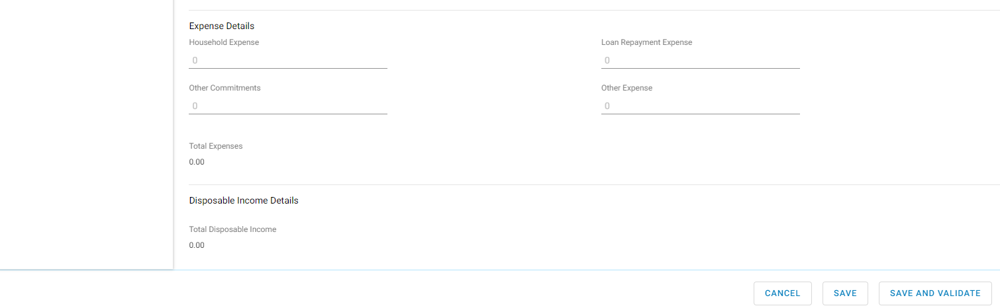 Expense Details
Household Expense
Loan Repayment Expense
0
0
Other Commitments
Other Expense
0
0
Total Expenses
0.00
Disposable Income Details
Total Disposable Income
0.00
CANCEL
SAVE
SAVE AND VALIDATE